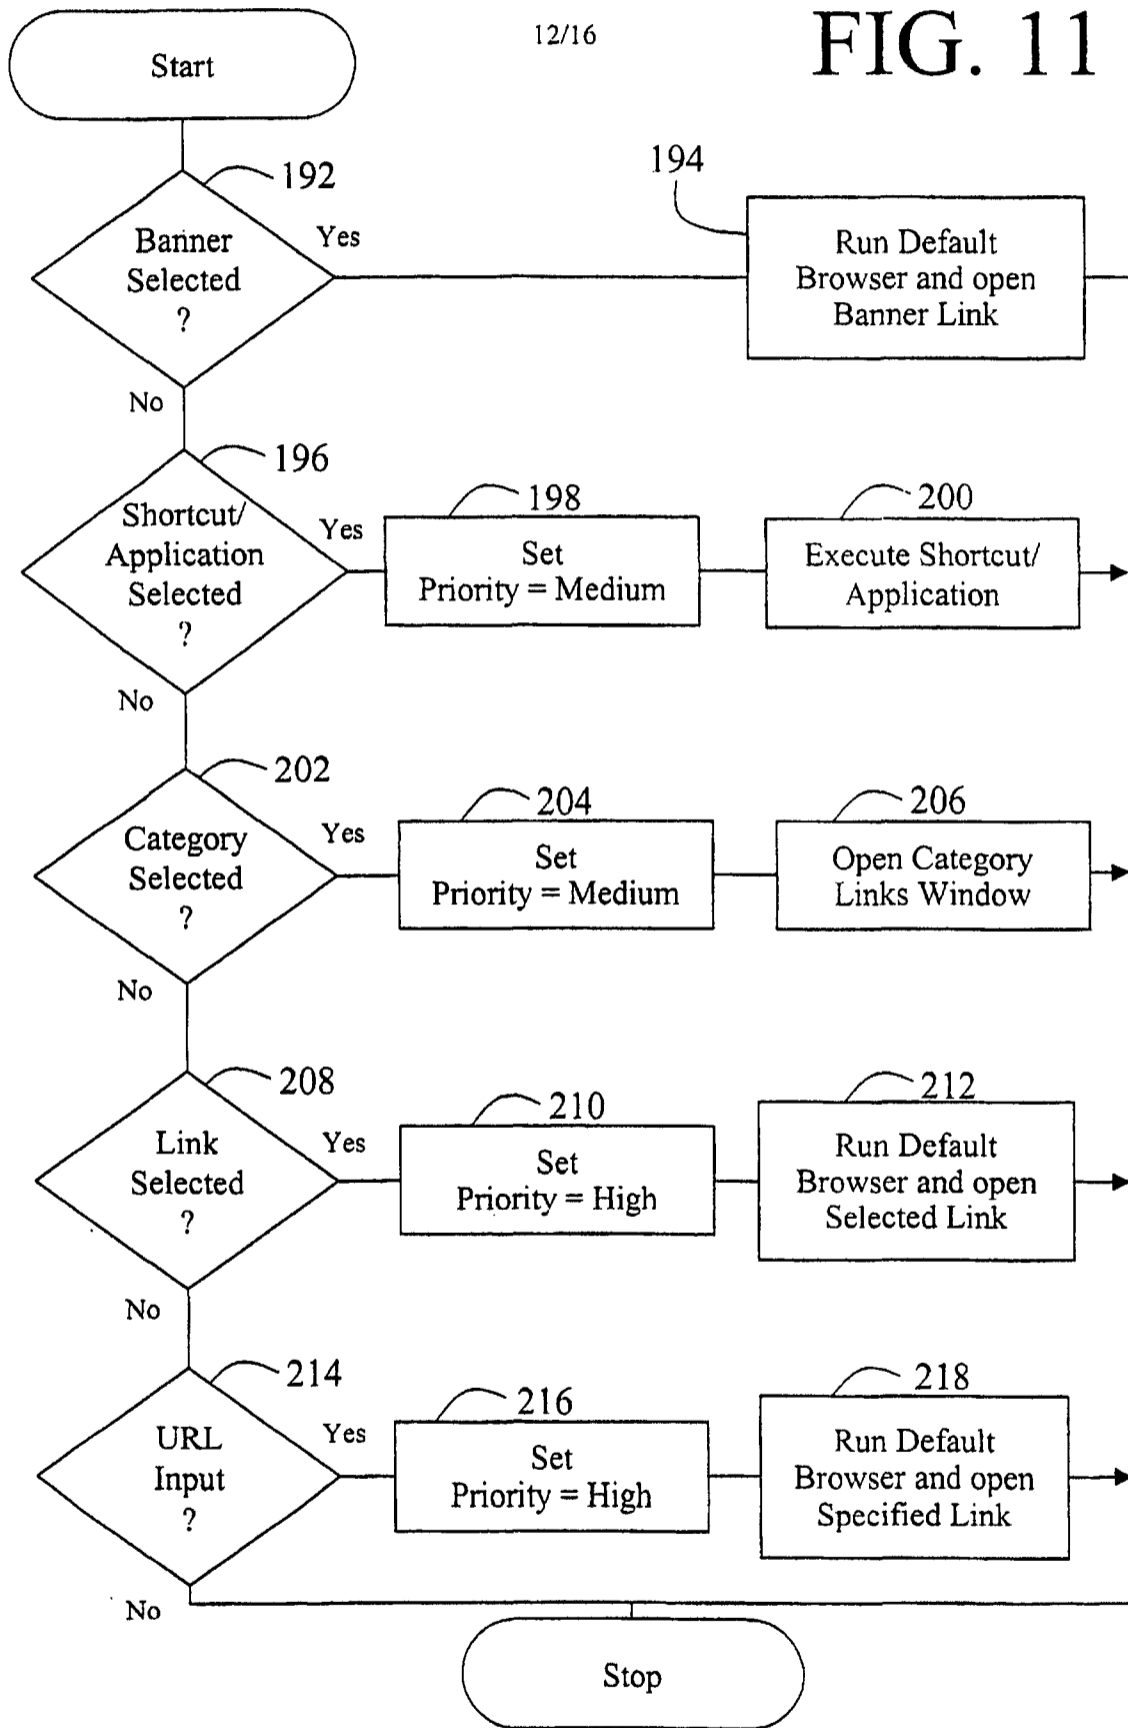 12/16
FIG. 11
Start
192
Banner
Selected
?
Yes
No
194
Run Default
Browser and open
Banner Link
196
Shortcut/
Application
Selected
?
Yes
No
198
Set
Priority = Medium
200
Execute Shortcut/
Application
202
Category
Selected
?
Yes
No
204
Set
Priority = Medium
206
Open Category
Links Window
208
Link
Selected
?
Yes
No
210
Set
Priority = High
212
Run Default
Browser and open
Selected Link
214
URL
Input
?
Yes
No
216
Set
Priority = High
218
Run Default
Browser and open
Specified Link
Stop